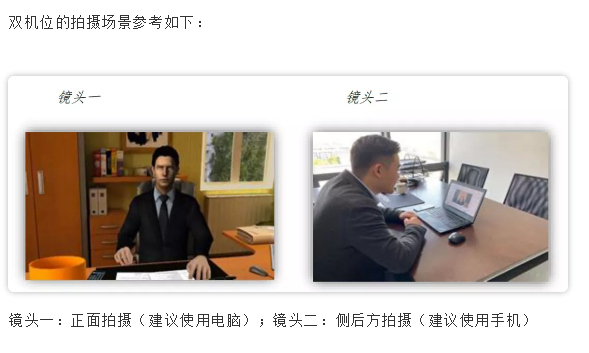 双机位的拍摄场景参考如下：
镜头一
镜头二
镜头一：正面拍摄（建议使用电脑）；镜头二：侧后方拍摄（建议使用手机）